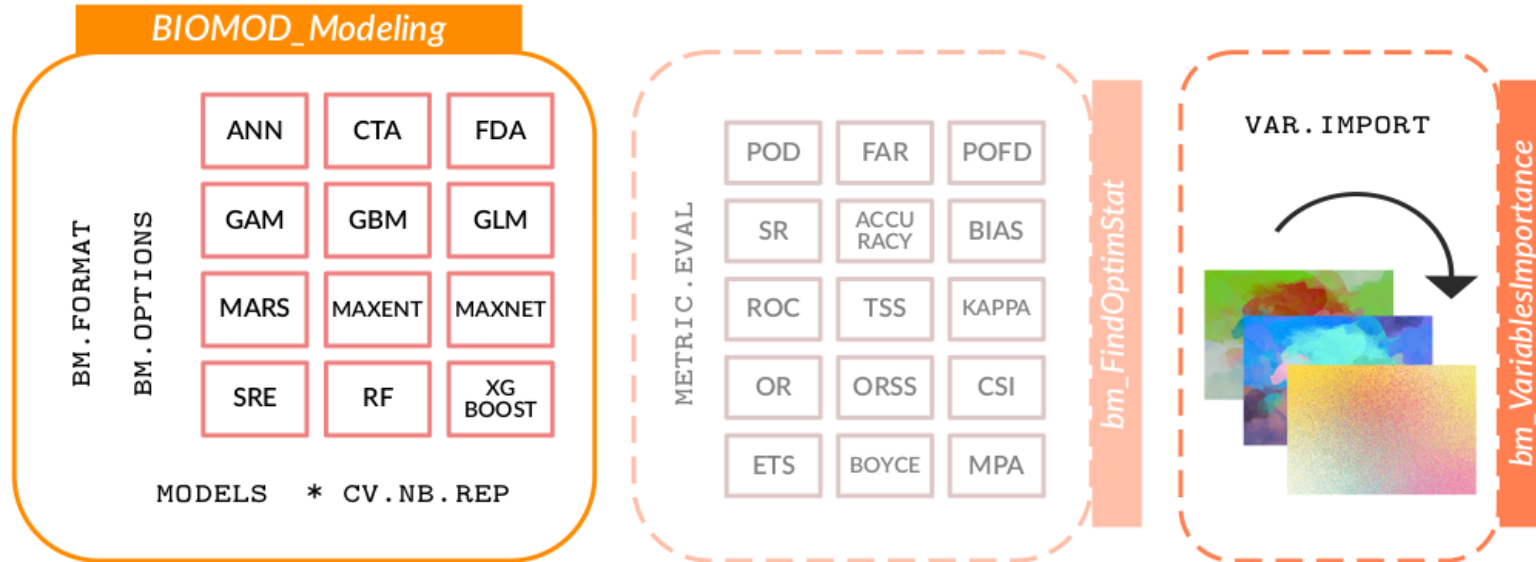 BIOMOD_Modeling
BM.FORMAT
BM.OPTIONS
ANN CTA FDA
GAM GBM GLM
MARS MAXENT MAXNET
SRE RF XG
BOOST
MODELS * CV.NB.REP
METRIC.EVAL
POD FAR POFD
SR ACCU
RACY BIAS
ROC TSS KAPPA
OR ORSS CSI
ETS BOYCE MPA
bm_FindOptimStat
VAR.IMPORT
bm_VariablesImportance